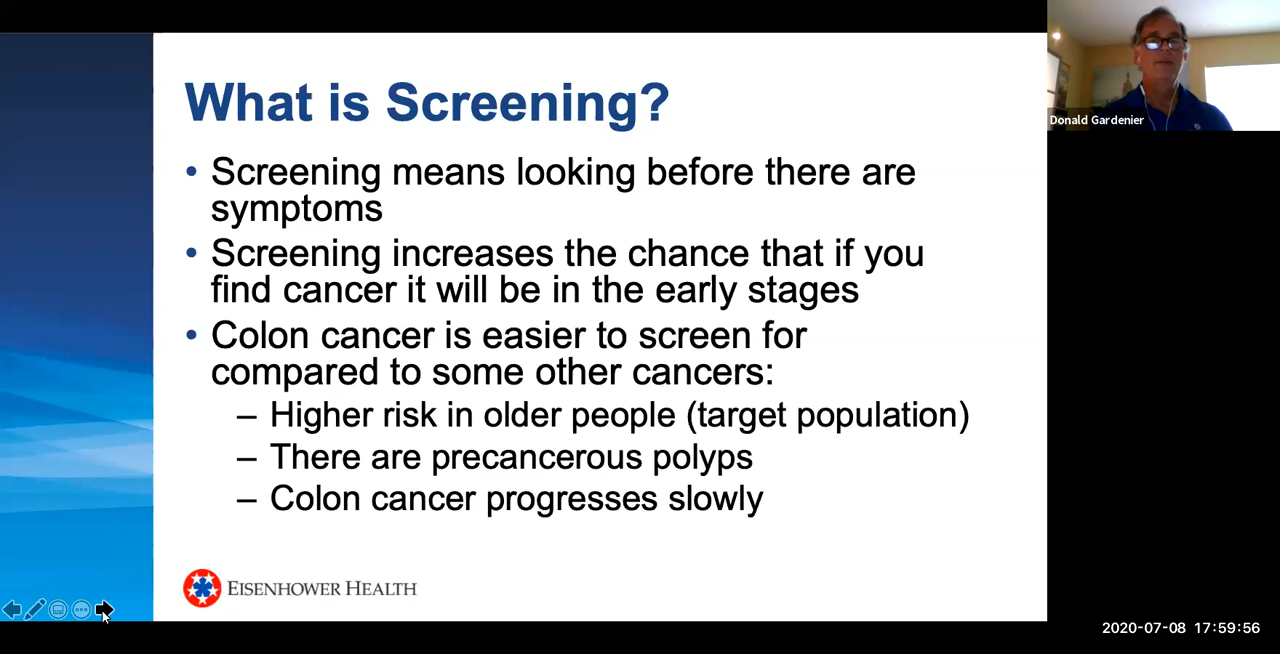 What is Screening?
• Screening means looking before there are
symptoms
• Screening increases the chance that if you
find cancer it will be in the early stages
• Colon cancer is easier to screen for
compared to some other cancers:
– Higher risk in older people (target population)
– There are precancerous polyps
– Colon cancer progresses slowly
EISENHOWER HEALTH
Donald Gardenier
2020-07-08 17:59:56